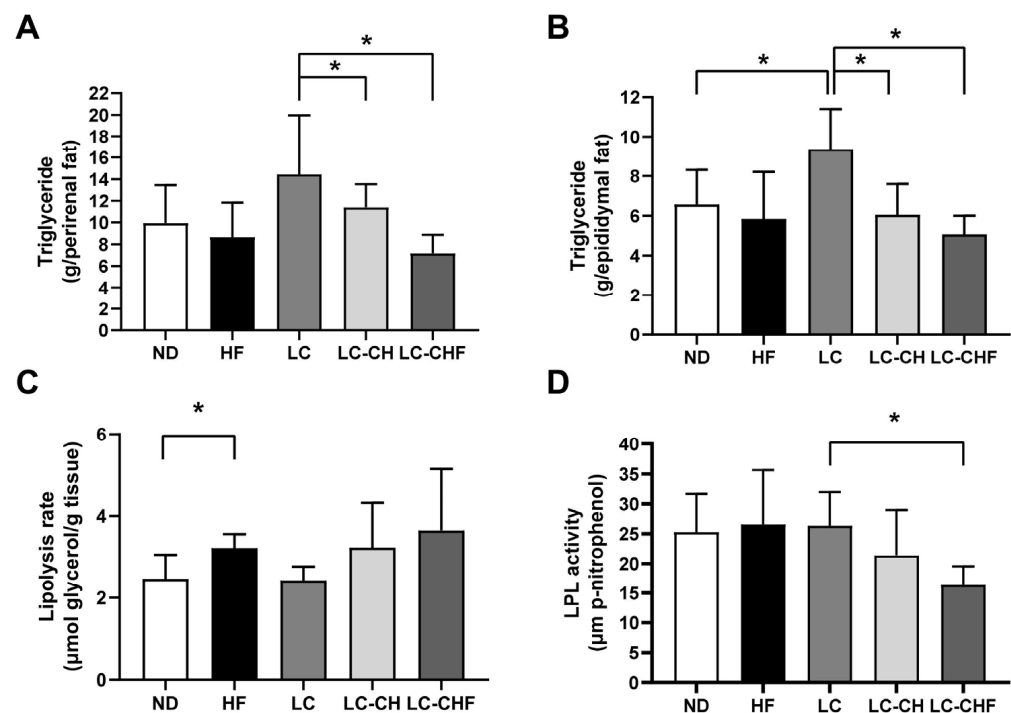 A
*
*
Triglyceride
(g/perirenal fat)
22
20
18
16
14
12
10
8
6
4
2
0
ND HF LC LC-CH LC-CHF
B
*
*
*
Triglyceride
(g/epididymal fat)
12
10
8
6
4
2
0
ND HF LC LC-CH LC-CHF
C
*
Lipolysis rate
(µmol glycerol/g tissue)
6
4
2
0
ND HF LC LC-CH LC-CHF
D
*
LPL activity
(µm p-nitrophenol)
40
35
30
25
20
15
10
5
0
ND HF LC LC-CH LC-CHF